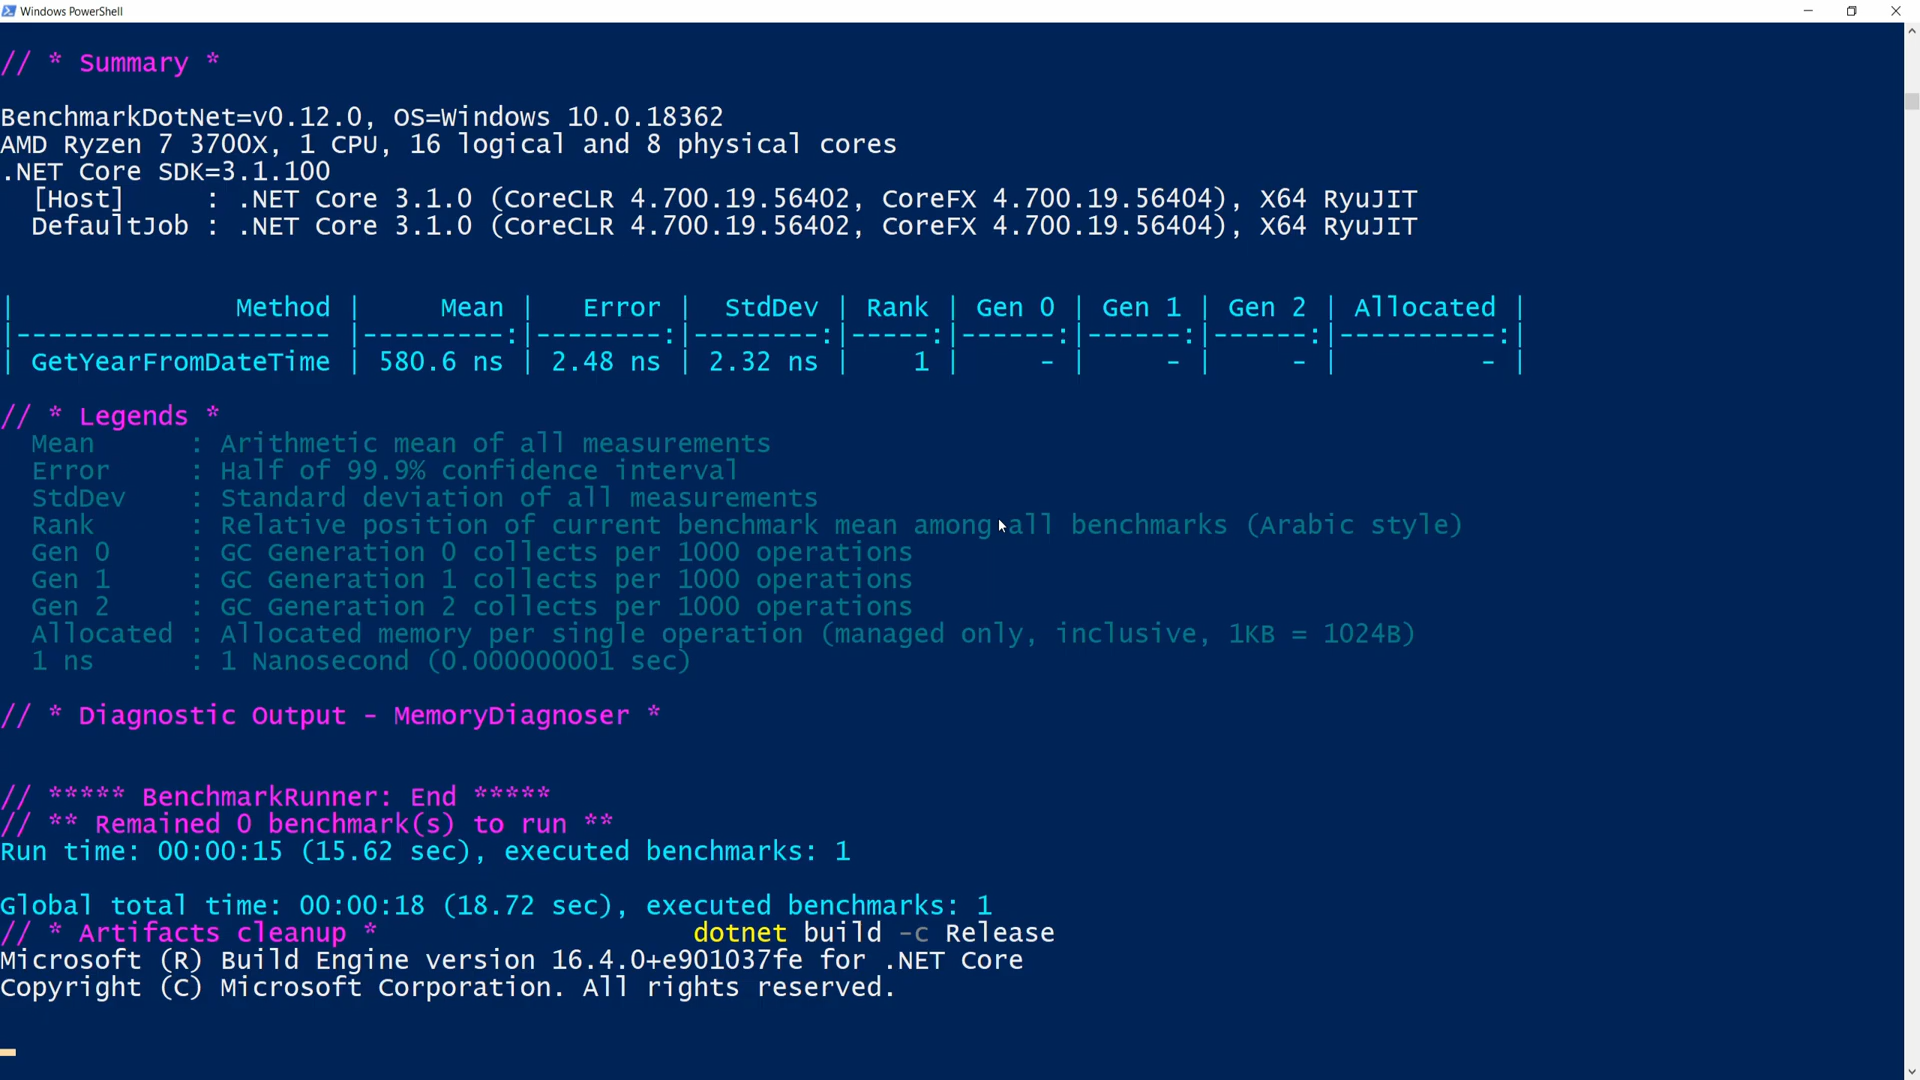 Windows PowerShell
// * Summary *
BenchmarkDotNet=v0.12.0, OS=Windows 10.0.18362
AMD Ryzen 7 3700X, 1 CPU, 16 logical and 8 physical cores
.NET Core SDK=3.1.100
  [Host]     : .NET Core 3.1.0 (CoreCLR 4.700.19.56402, CoreFX 4.700.19.56404), X64 RyuJIT
  DefaultJob : .NET Core 3.1.0 (CoreCLR 4.700.19.56402, CoreFX 4.700.19.56404), X64 RyuJIT
|              Method |     Mean |   Error |  StdDev | Rank | Gen 0 | Gen 1 | Gen 2 | Allocated |
|-------------------- |---------:|--------:|--------:|-----:|------:|------:|------:|----------:|
| GetYearFromDateTime | 580.6 ns | 2.48 ns | 2.32 ns |    1 |     - |     - |     - |         - |
// * Legends *
  Mean      : Arithmetic mean of all measurements
  Error     : Half of 99.9% confidence interval
  StdDev    : Standard deviation of all measurements
  Rank      : Relative position of current benchmark mean among all benchmarks (Arabic style)
  Gen 0     : GC Generation 0 collects per 1000 operations
  Gen 1     : GC Generation 1 collects per 1000 operations
  Gen 2     : GC Generation 2 collects per 1000 operations
  Allocated : Allocated memory per single operation (managed only, inclusive, 1KB = 1024B)
  1 ns      : 1 Nanosecond (0.000000001 sec)
// * Diagnostic Output - MemoryDiagnoser *
// ***** BenchmarkRunner: End *****
// ** Remained 0 benchmark(s) to run **
Run time: 00:00:15 (15.62 sec), executed benchmarks: 1
Global total time: 00:00:18 (18.72 sec), executed benchmarks: 1
// * Artifacts cleanup *                    dotnet build -c Release
Microsoft (R) Build Engine version 16.4.0+e901037fe for .NET Core
Copyright (C) Microsoft Corporation. All rights reserved.